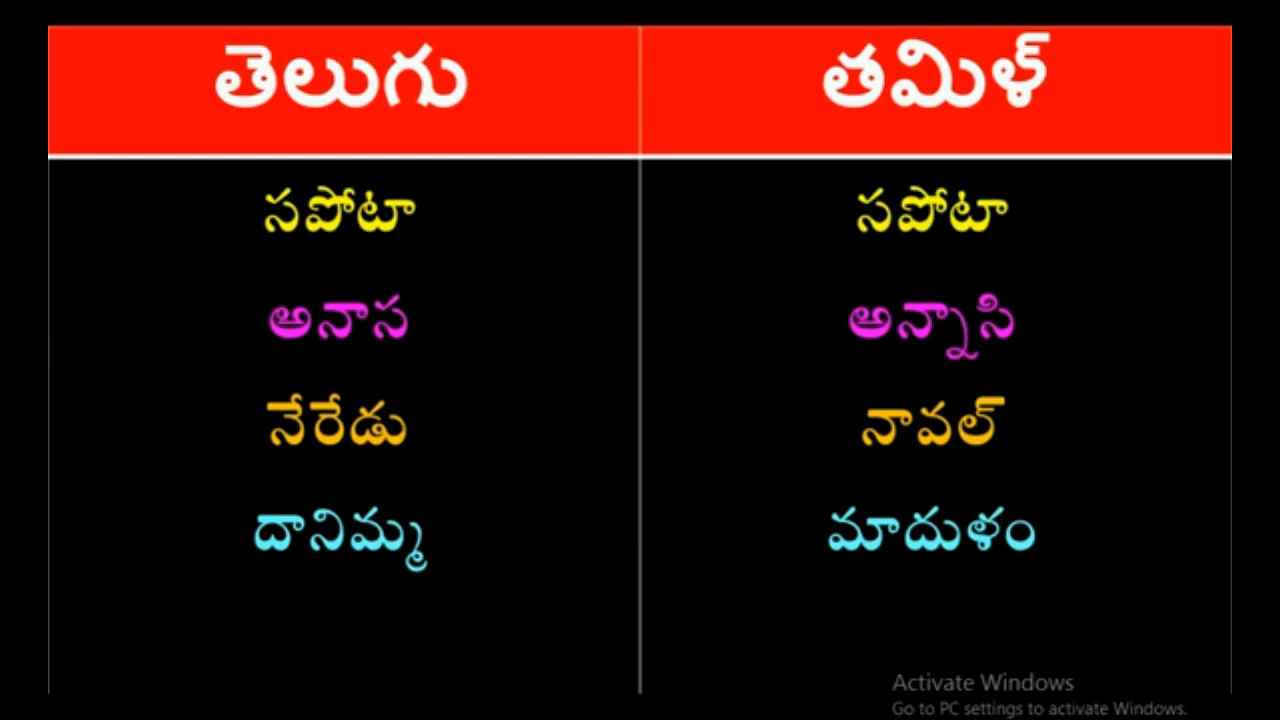 తెలుగు తమిళ్
సపోటా సపోటా
అనాస అన్నాసి
నేరేడు నావల్
దానిమ్మ మాదుళం
Activate Windows
Go to PC settings to activate Windows.